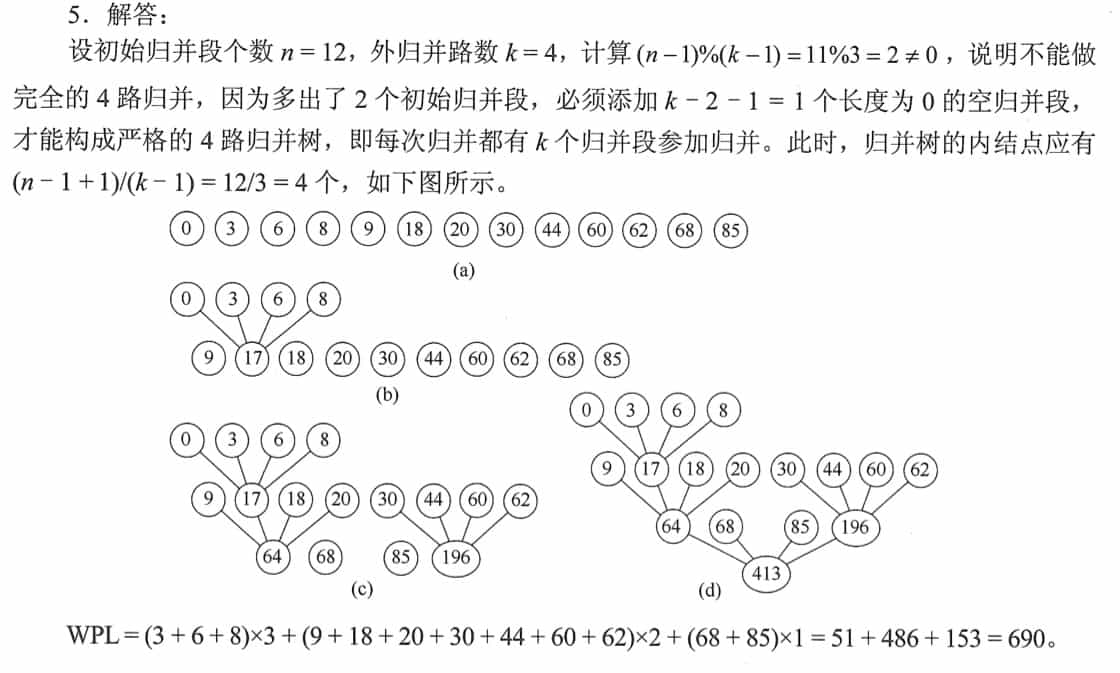 5．解答：
设初始归并段个数 n = 12，外归并路数 k = 4，计算 (n − 1)%(k − 1) = 11%3 = 2 ≠ 0 ，说明不能做
完全的 4 路归并，因为多出了 2 个初始归并段，必须添加 k − 2 − 1 = 1 个长度为 0 的空归并段，
才能构成严格的 4 路归并树，即每次归并都有 k 个归并段参加归并。此时，归并树的内结点应有
(n − 1 + 1)/(k − 1) = 12/3 = 4 个，如下图所示。
0 3 6 8 9 18 20 30 44 60 62 68 85
(a)
0 3 6 8
9 17 18 20 30 44 60 62 68 85
(b)
0 3 6 8
9 17 18 20 30 44 60 62
64 68 85 196
(c)
0 3 6 8
9 17 18 20 30 44 60 62
64 68 85 196
413
(d)
WPL = (3 + 6 + 8)×3 + (9 + 18 + 20 + 30 + 44 + 60 + 62)×2 + (68 + 85)×1 = 51 + 486 + 153 = 690。